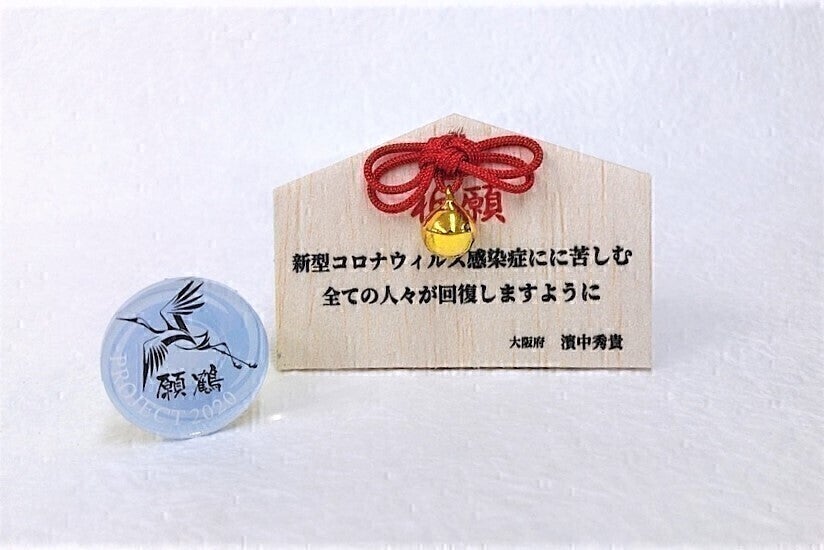 祈願
新型コロナウィルス感染症にに苦しむ
全ての人々が回復しますように
大阪府 濱中秀貴
願鶴
PROJECT 2020